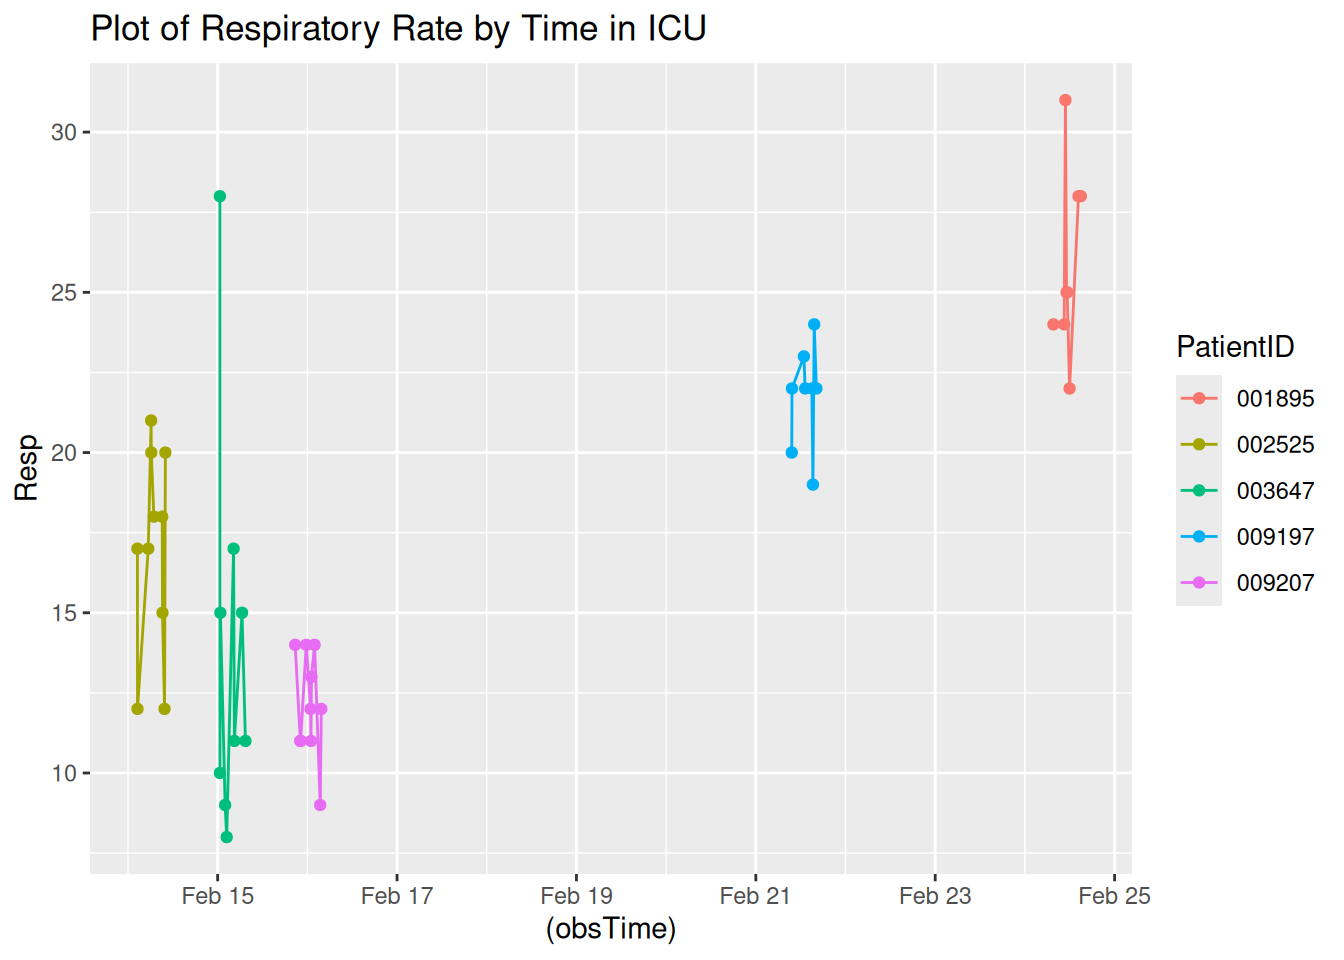 Plot of Respiratory Rate by Time in ICU
30
25
20
15
10
Resp
Feb 15 Feb 17 Feb 19 Feb 21 Feb 23 Feb 25
(obsTime)
PatientID
001895
002525
003647
009197
009207